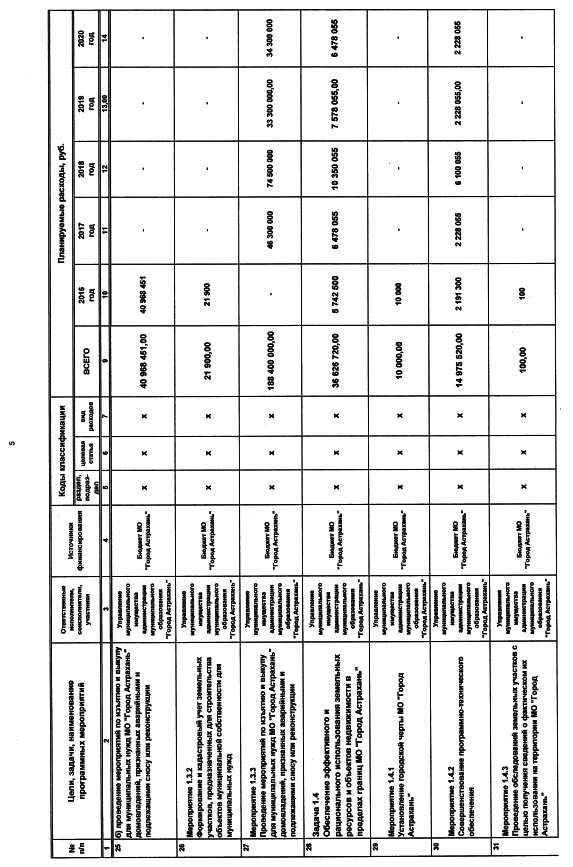 5
№ п/п
Цели, задачи, наименование программных мероприятий
Ответственные исполнители, соисполнители, участники
Источники финансирования
Коды классификации
раздел, подраздел
целевая статья
вид расходов
Планируемые расходы, руб.
ВСЕГО
2016 год
2017 год
2018 год
2019 год
2020 год
1 2 3 4 5 6 7 9 10 11 12 13,00 14
25
б) проведение мероприятий по изъятию и выкупу
для муниципальных нужд МО "Город Астрахань"
домовладений, признанных аварийными и
подлежащими сносу или реконструкции
Управление
муниципального
имущества
администрации
муниципального
образования
"Город Астрахань"
Бюджет МО
"Город Астрахань"
х х х 40 968 451,00 40 968 451 - - - -
26
Мероприятие 1.3.2
Формирование и кадастровый учет земельных
участков, предназначенных для строительства
объектов муниципальной собственности для
муниципальных нужд
Управление
муниципального
имущества
администрации
муниципального
образования
"Город Астрахань"
Бюджет МО
"Город Астрахань"
х х х 21 900,00 21 900 - - - -
27
Мероприятие 1.3.3
Проведение мероприятий по изъятию и выкупу
для муниципальных нужд МО "Город Астрахань"
домовладений, признанных аварийными и
подлежащими сносу или реконструкции
Управление
муниципального
имущества
администрации
муниципального
образования
"Город Астрахань"
Бюджет МО
"Город Астрахань"
х х х 188 400 000,00 - 46 300 000 74 500 000 33 300 000,00 34 300 000
28
Задача 1.4
Обеспечение эффективного и
рационального использования земельных
ресурсов и объектов недвижимости в
пределах границ МО "Город Астрахань"
Управление
муниципального
имущества
администрации
муниципального
образования
"Город Астрахань"
Бюджет МО
"Город Астрахань"
х х х 36 626 720,00 5 742 500 6 478 055 10 350 055 7 578 055,00 6 478 055
29
Мероприятие 1.4.1
Установление городской черты МО "Город
Астрахань"
Управление
муниципального
имущества
администрации
муниципального
образования
"Город Астрахань"
Бюджет МО
"Город Астрахань"
х х х 10 000,00 10 000 - - - -
30
Мероприятие 1.4.2
Совершенствование программно-технического
обеспечения
Управление
муниципального
имущества
администрации
муниципального
образования
"Город Астрахань"
Бюджет МО
"Город Астрахань"
х х х 14 975 520,00 2 191 300 2 228 055 6 100 055 2 228 055,00 2 228 055
31
Мероприятие 1.4.3
Проведение обследований земельных участков с
целью получения сведений о фактическом их
использовании на территории МО "Город
Астрахань"
Управление
муниципального
имущества
администрации
муниципального
образования
"Город Астрахань"
Бюджет МО
"Город Астрахань"
х х х 100,00 100 - - - -